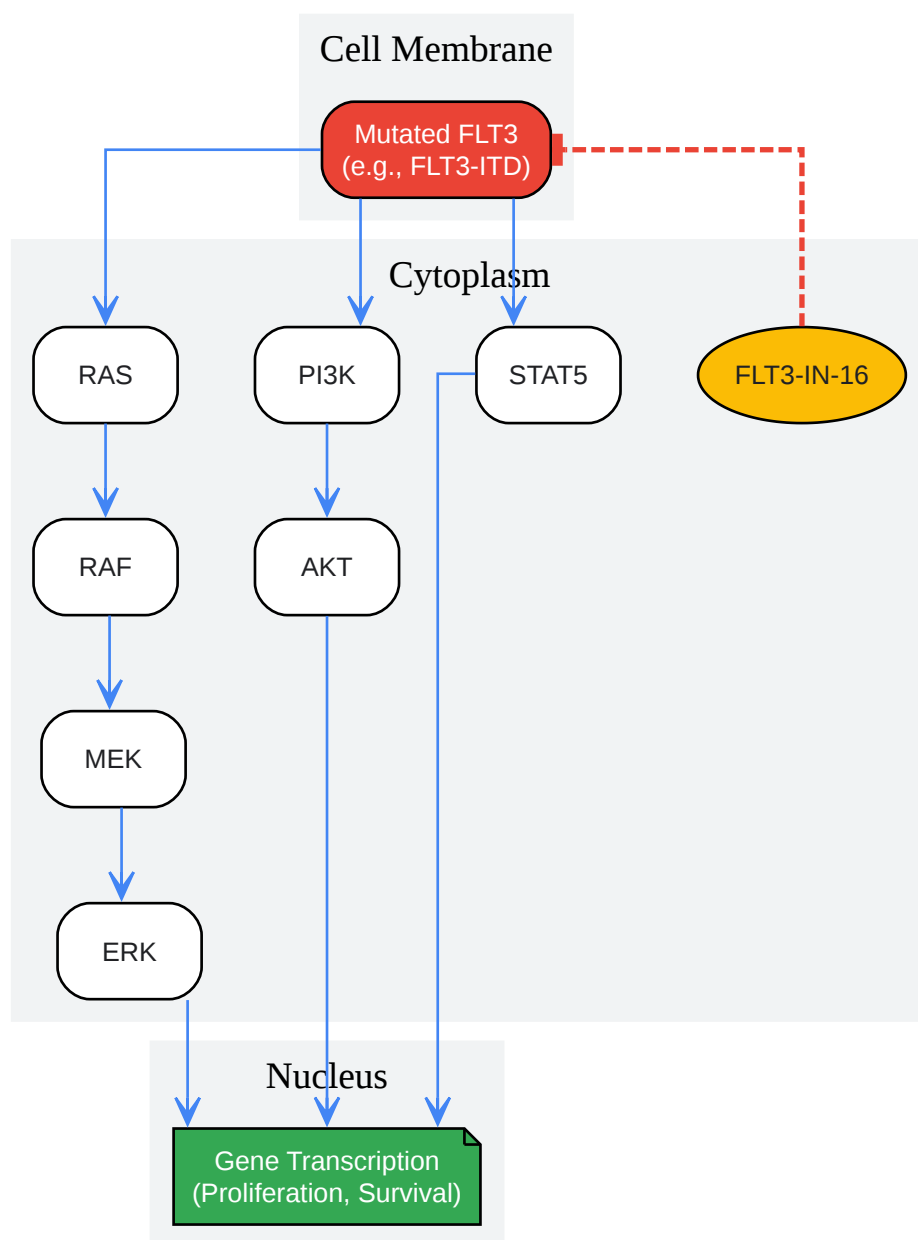 Cell Membrane
Mutated FLT3
(e.g., FLT3-ITD)
Cytoplasm
RAS
PI3K
STAT5
FLT3-IN-16
RAF
AKT
MEK
ERK
Nucleus
Gene Transcription
(Proliferation, Survival)